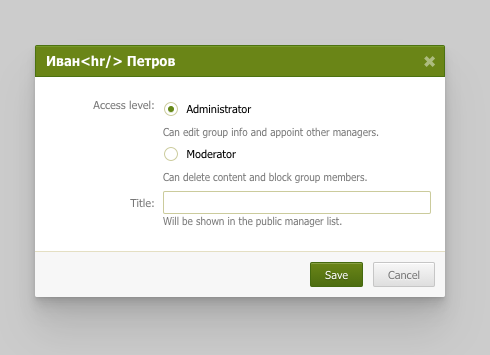 Иван<hr/> Петров
Access level:
Administrator
Can edit group info and appoint other managers.
Moderator
Can delete content and block group members.
Title:
Will be shown in the public manager list.
Save
Cancel